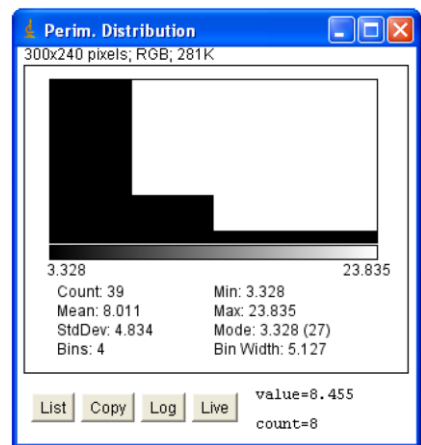 Perim. Distribution
300x240 pixels; RGB; 281K
3.328 23.835
Count: 39 Min: 3.328
Mean: 8.011 Max: 23.835
StdDev: 4.834 Mode: 3.328 (27)
Bins: 4 Bin Width: 5.127
List Copy Log Live value=8.455
count=8